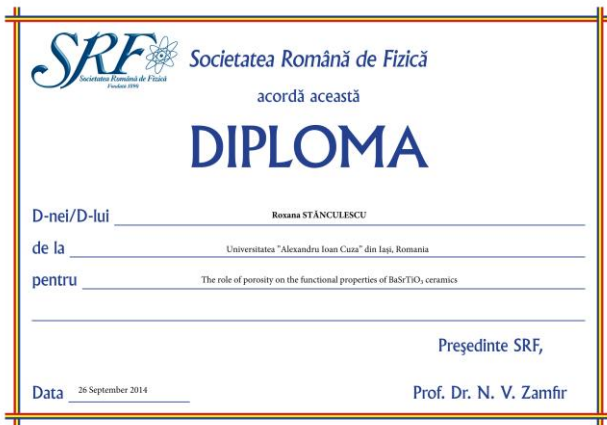 SRF
Societatea Română de Fizică
Fondată 1890
Societatea Română de Fizică
acordă această
DIPLOMA
D-nei/D-lui Roxana STĂNCULESCU
de la Universitatea "Alexandru Ioan Cuza" din Iaşi, Romania
pentru The role of porosity on the functional properties of BaSrTiO₃ ceramics
Preşedinte SRF,
Data 26 September 2014
Prof. Dr. N. V. Zamfir